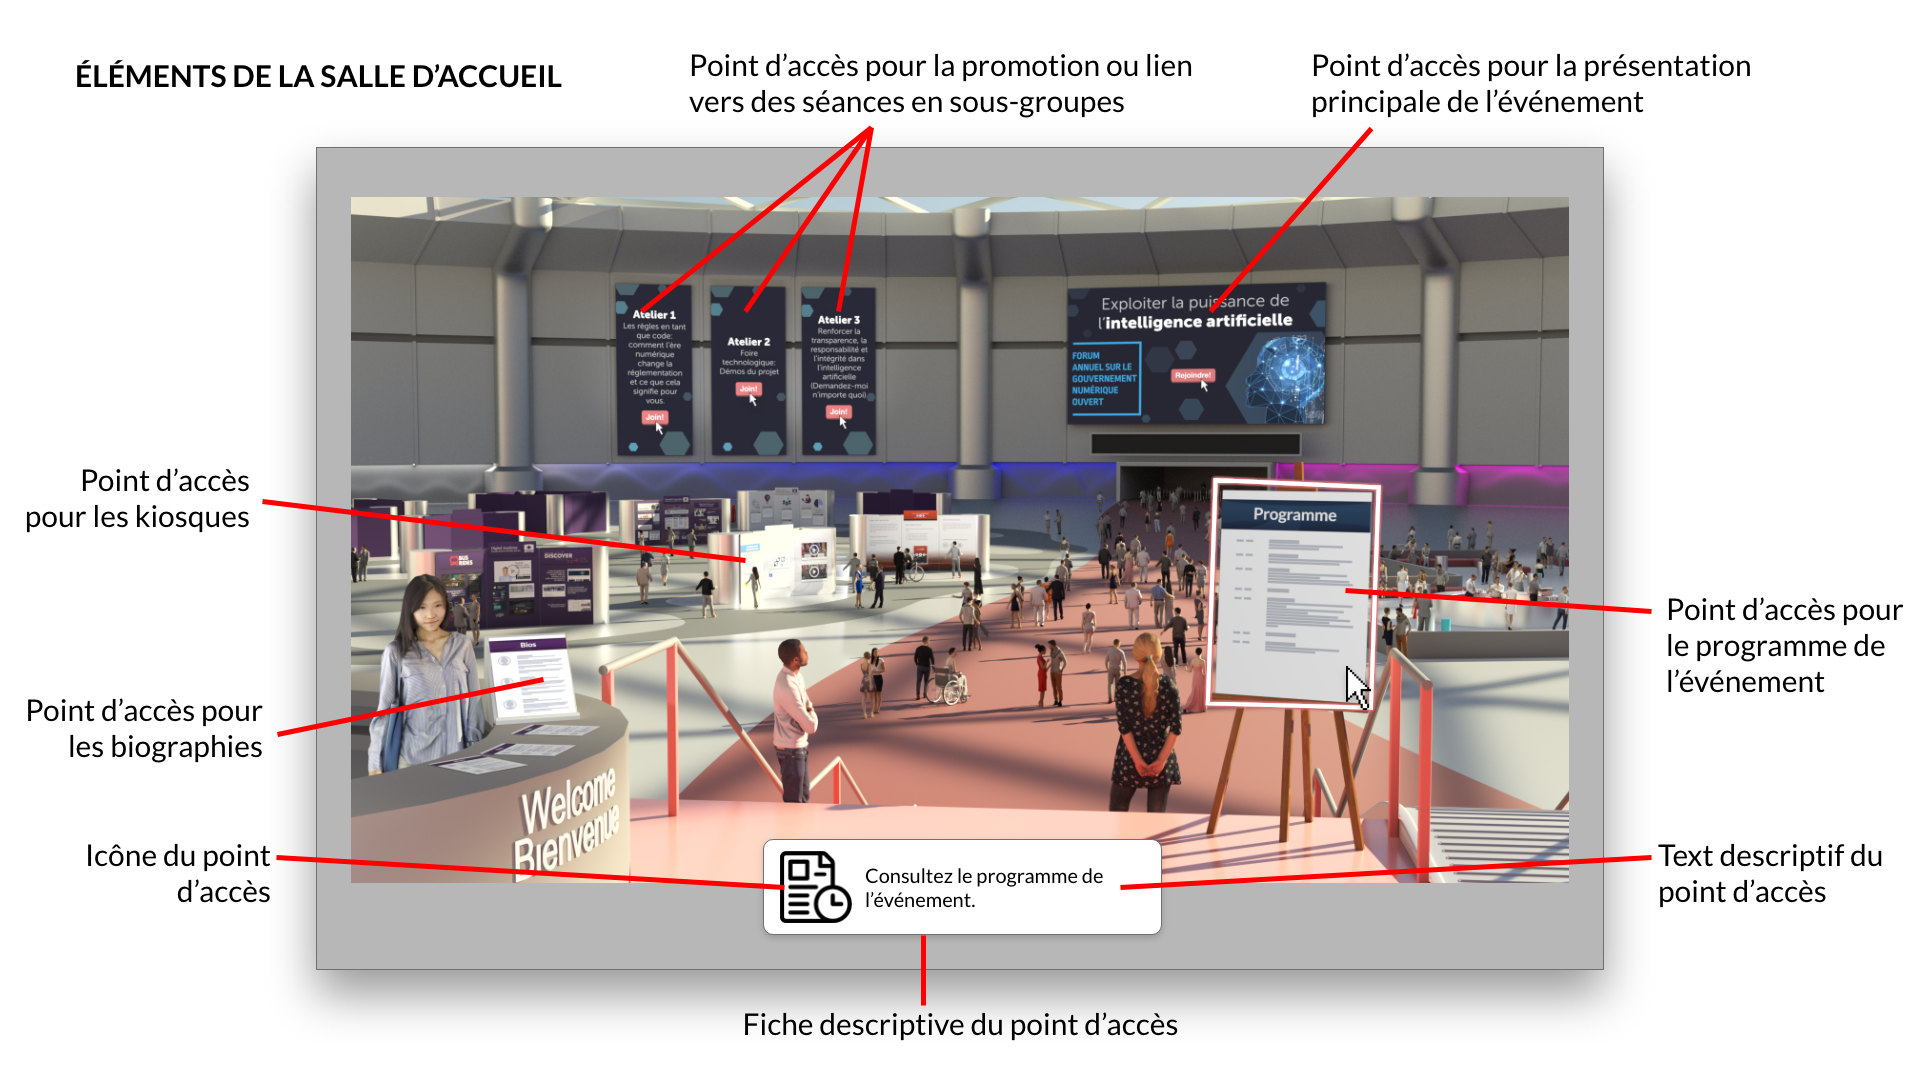 ÉLÉMENTS DE LA SALLE D’ACCUEIL
Point d’accès pour la promotion ou lien
vers des séances en sous-groupes
Point d’accès pour la présentation
principale de l’événement
Atelier 1
Les règles en tant
que code:
comment l’ère
numérique
change la
réglementation
et ce que cela
signifie pour
vous.
Join!
Atelier 2
Foire
technologique:
Démos du projet
Join!
Atelier 3
Renforcer la
transparence, la
responsabilité et
l’intégrité dans
l’intelligence
artificielle
(Demandez-moi
n’importe quoi)
Join!
Exploiter la puissance de
l’intelligence artificielle
FORUM
ANNUEL SUR LE
GOUVERNEMENT
NUMÉRIQUE
OUVERT
Rejoindre!
Point d’accès
pour les kiosques
Programme
DISCOVER
Bios
Point d’accès pour
le programme de
l’événement
Point d’accès pour
les biographies
Welcome
Bienvenue
Icône du point
d’accès
Consultez le programme de
l’événement.
Text descriptif du
point d’accès
Fiche descriptive du point d’accès